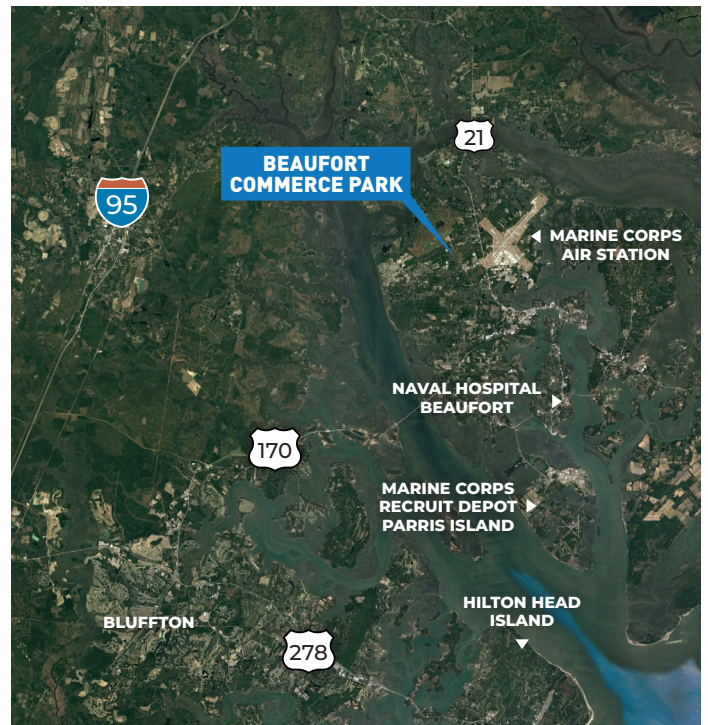 21
BEAUFORT
COMMERCE PARK
95
MARINE CORPS
AIR STATION
NAVAL HOSPITAL
BEAUFORT
170
MARINE CORPS
RECRUIT DEPOT
PARRIS ISLAND
HILTON HEAD
ISLAND
BLUFFTON
278